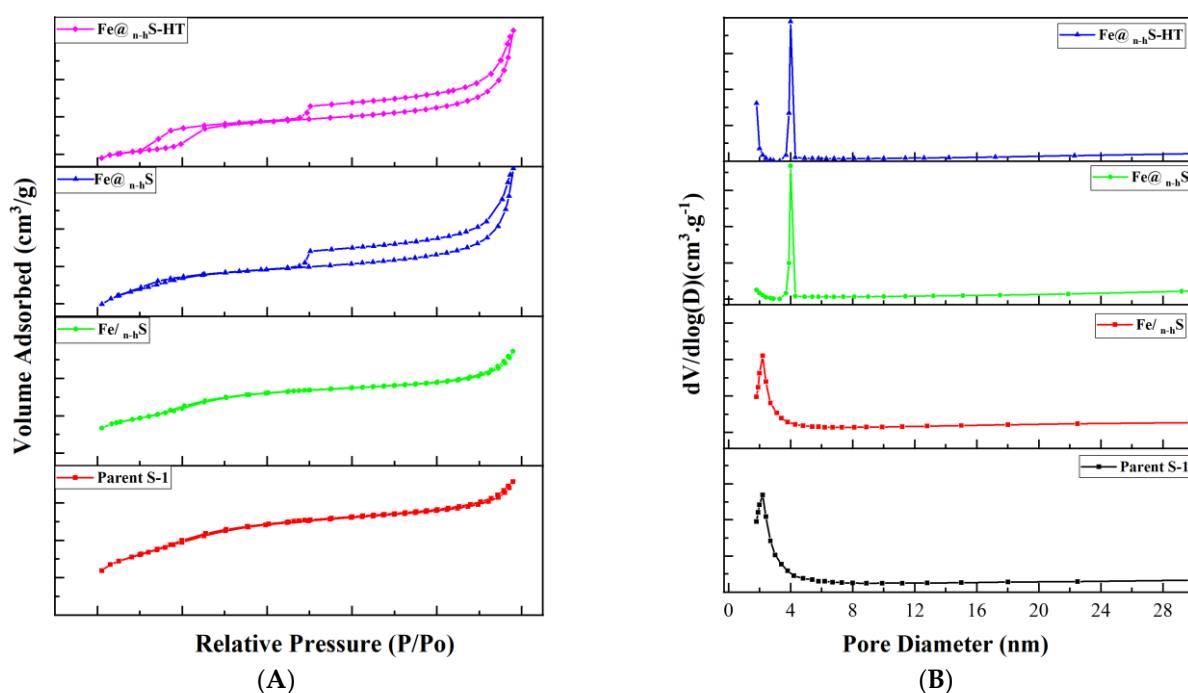 Fe@ n-hS-HT
Fe@ n-hS
Fe/ n-hS
Parent S-1
Volume Adsorbed (cm³/g)
Relative Pressure (P/Po)
(A)
Fe@ n-hS-HT
Fe@ n-hS
Fe/ n-hS
Parent S-1
dV/dlog(D)(cm³.g⁻¹)
0 4 8 12 16 20 24 28
Pore Diameter (nm)
(B)